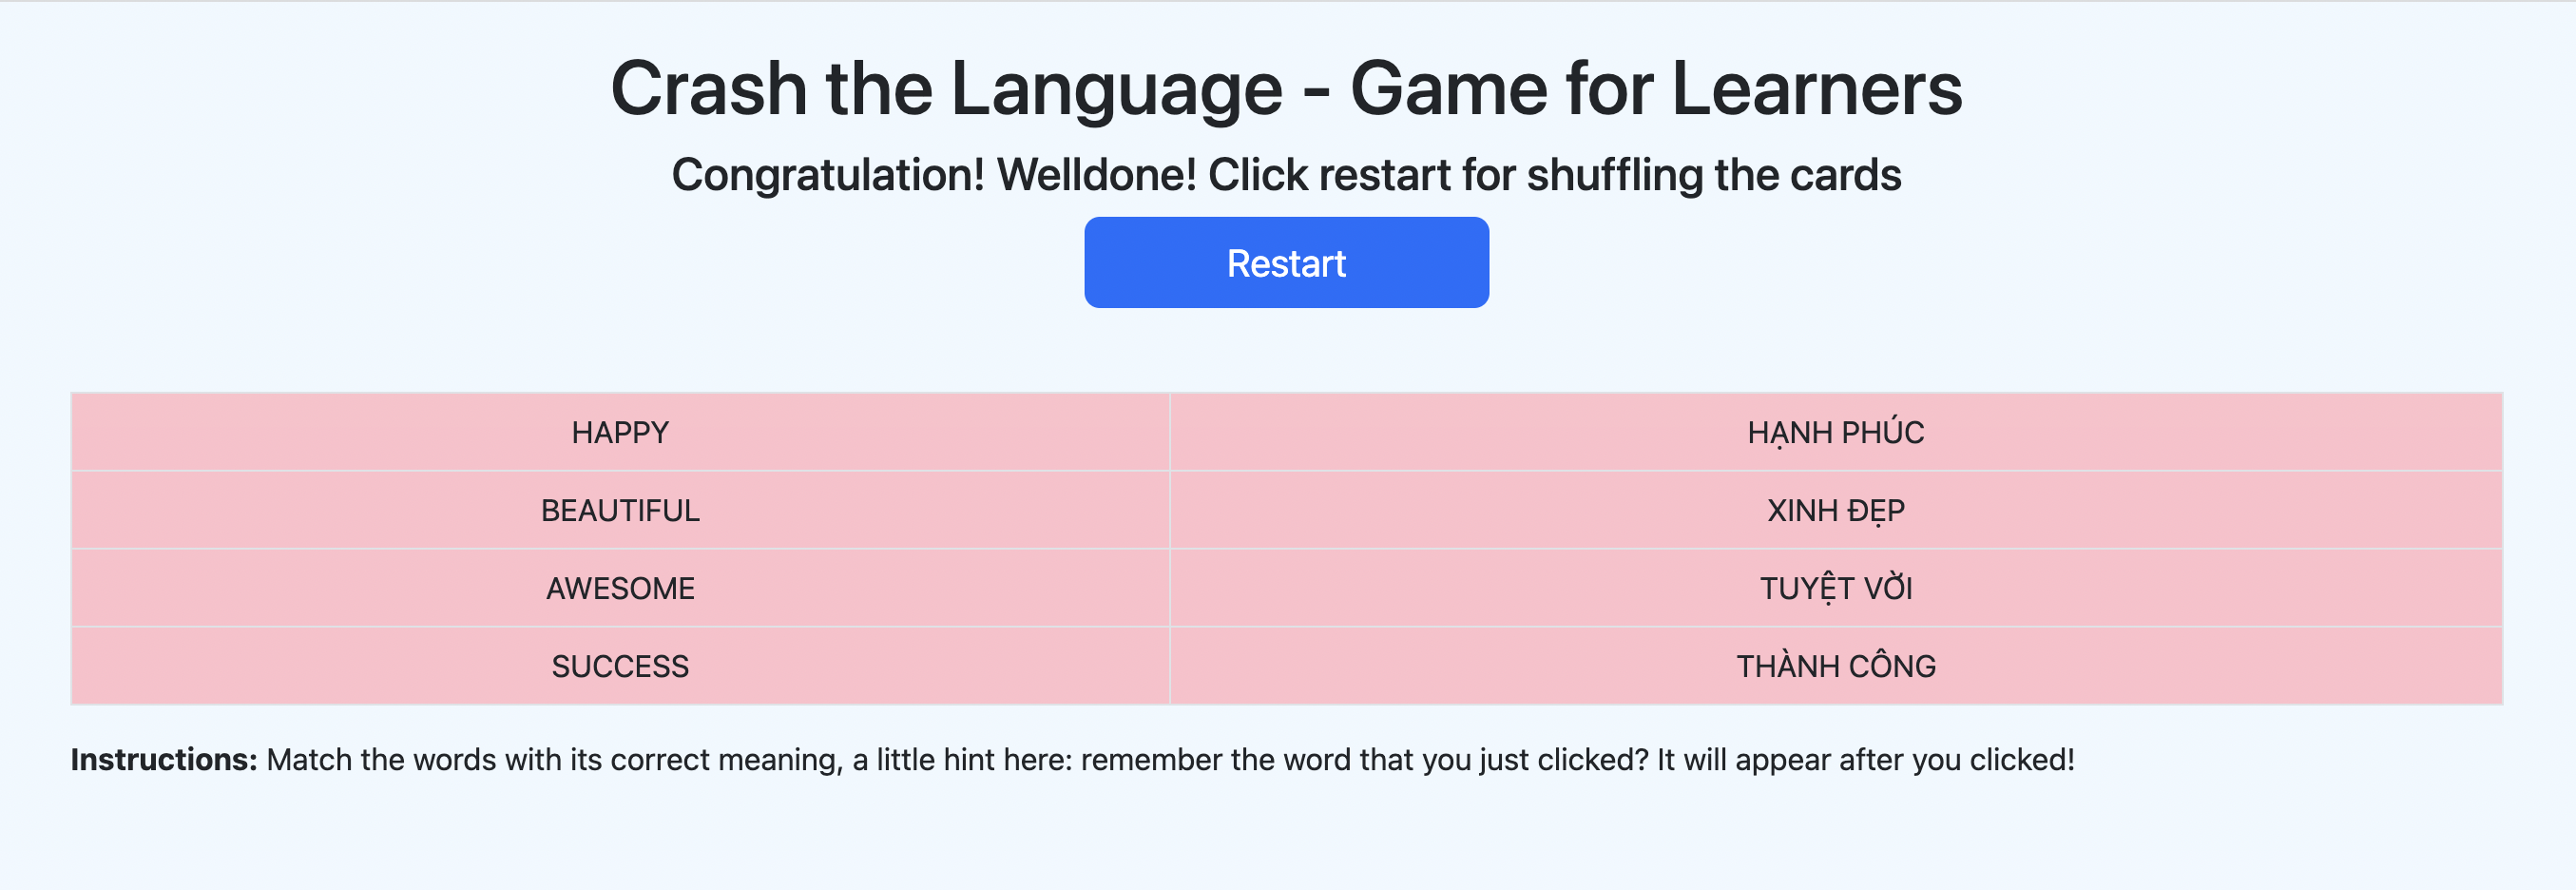 Crash the Language - Game for Learners
Congratulation! Welldone! Click restart for shuffling the cards
Restart
HAPPY HẠNH PHÚC
BEAUTIFUL XINH ĐẸP
AWESOME TUYỆT VỜI
SUCCESS THÀNH CÔNG
Instructions: Match the words with its correct meaning, a little hint here: remember the word that you just clicked? It will appear after you clicked!